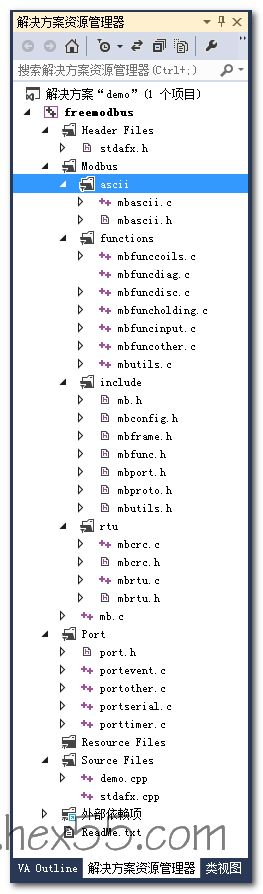 解决方案资源管理器
搜索解决方案资源管理器(Ctrl+;)
解决方案“demo”(1 个项目)
freemodbus
Header Files
stdafx.h
Modbus
ascii
mbascii.c
mbascii.h
functions
mbfunccoils.c
mbfuncdiag.c
mbfuncdisc.c
mbfuncholding.c
mbfuncinput.c
mbfuncother.c
mbutils.c
include
mb.h
mbconfig.h
mbframe.h
mbfunc.h
mbport.h
mbproto.h
mbutils.h
rtu
mbcrc.c
mbcrc.h
mbrtu.c
mbrtu.h
mb.c
Port
port.h
portevent.c
portother.c
portserial.c
porttimer.c
Resource Files
Source Files
demo.cpp
stdafx.cpp
外部依赖项
ReadMe.txt
.hex55.com
VA Outline 解决方案资源管理器 类视图